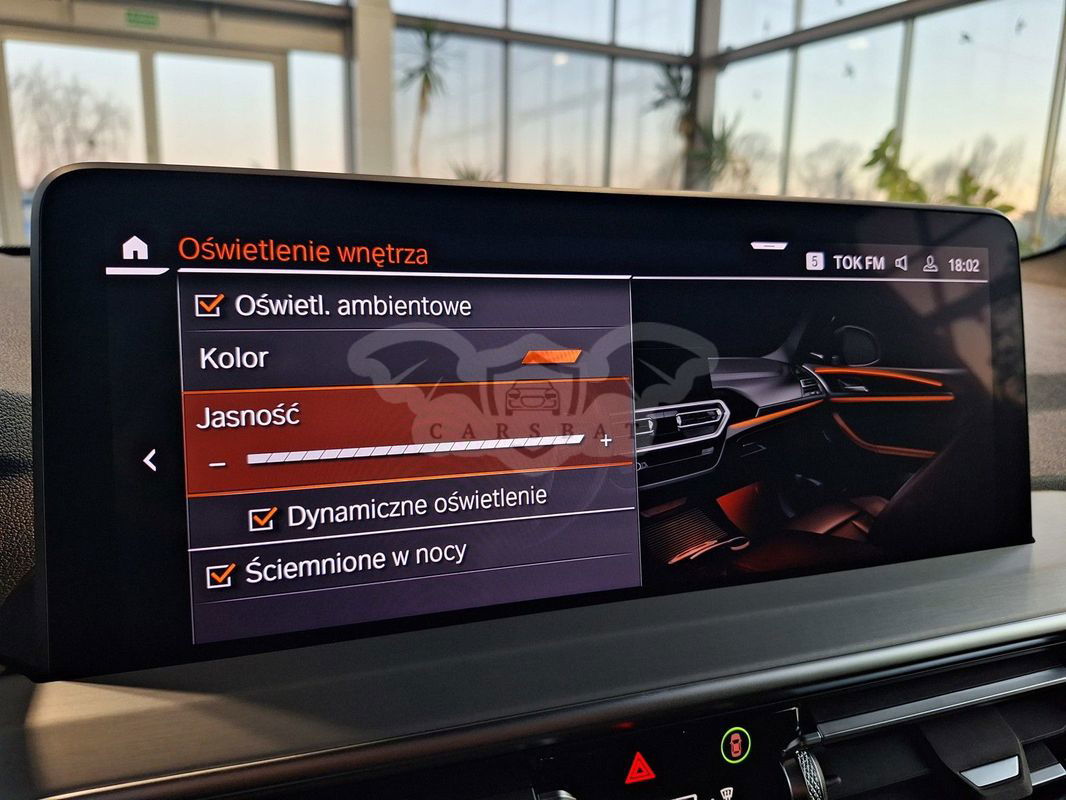 Oświetlenie wnętrza
5 TOK FM 18:02
Oświetl. ambientowe
Kolor
Jasność
- +
Dynamiczne oświetlenie
Ściemnione w nocy
CARSBAT